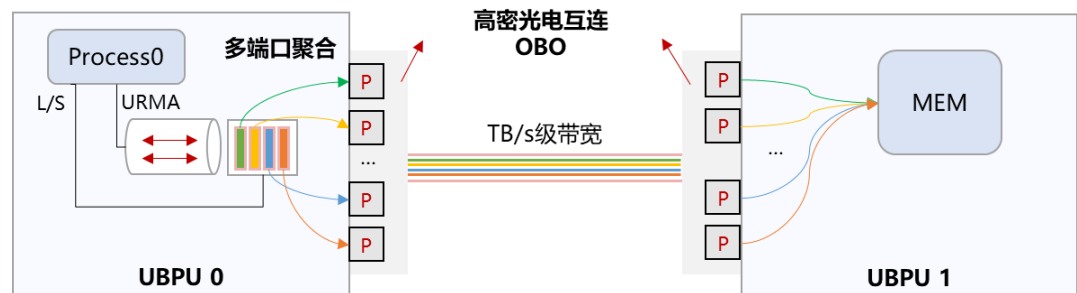 高密光电互连
OBO
多端口聚合
Process0
L/S
URMA
P
P
...
P
P
TB/s级带宽
P
P
...
P
P
MEM
UBPU 0
UBPU 1